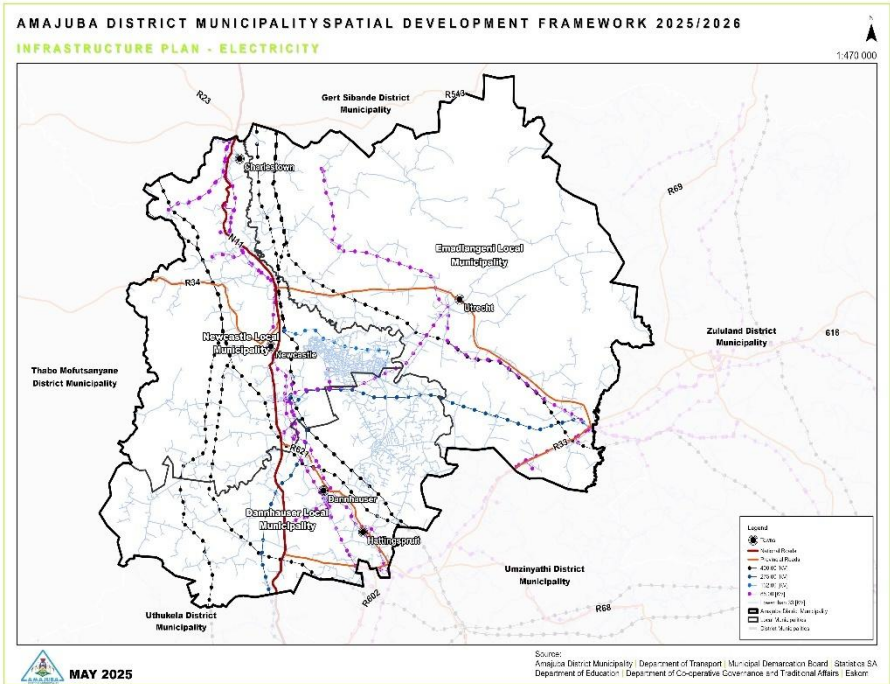 AMAJUBA DISTRICT MUNICIPALITY SPATIAL DEVELOPMENT FRAMEWORK 2025/2026
INFRASTRUCTURE PLAN - ELECTRICITY
N
1:470 000
R23
Gert Sibande District
Municipality
R543
Charlestown
R69
N11
Emadlangeni Local
Municipality
R34
Utrecht
Newcastle Local
Municipality
Newcastle
Zululand District
Municipality
618
Thabo Mofutsanyane
District Municipality
R33
R621
Dannhauser
Dannhauser Local
Municipality
Hattingspruit
Umzinyathi District
Municipality
Uthukela District
Municipality
R602
R68
Legend
Towns
National Roads
Provincial Roads
Amajuba District Municipality
Local Municipalities
District Municipalities
AMAJUBA
MAY 2025
Source:
Amajuba District Municipality | Department of Transport | Municipal Demarcation Board | Statistics SA
Department of Education | Department of Co-operative Governance and Traditional Affairs | Eskom